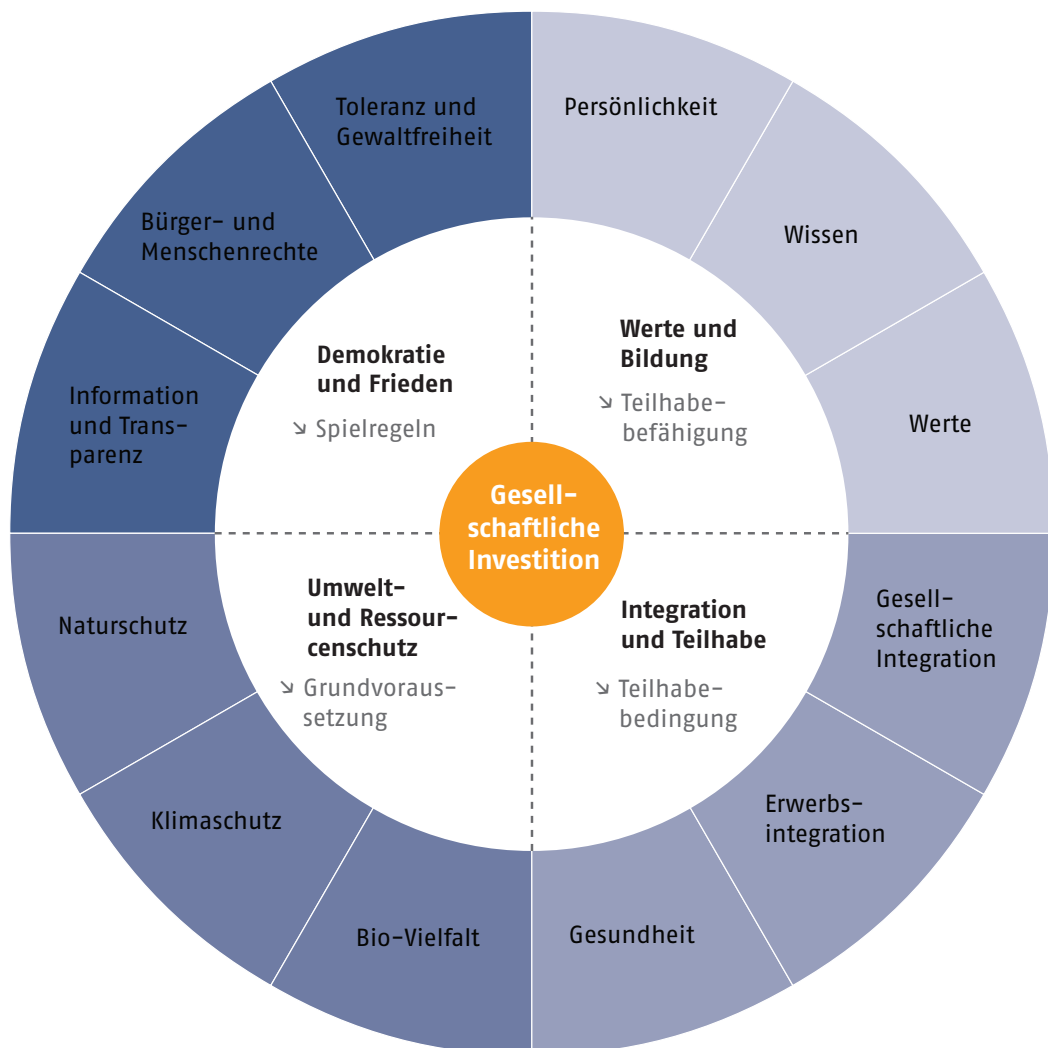 Toleranz und
Gewaltfreiheit
Persönlichkeit
Bürger- und
Menschenrechte
Wissen
Information
und Trans-
parenz
Werte
Demokratie
und Frieden
↘ Spielregeln
Werte und
Bildung
↘ Teilhabe-
befähigung
Gesell-
schaftliche
Investition
Umwelt-
und Ressour-
censchutz
↘ Grundvoraus-
setzung
Integration
und Teilhabe
↘ Teilhabe-
bedingung
Naturschutz
Gesell-
schaftliche
Integration
Klimaschutz
Erwerbs-
integration
Bio-Vielfalt
Gesundheit